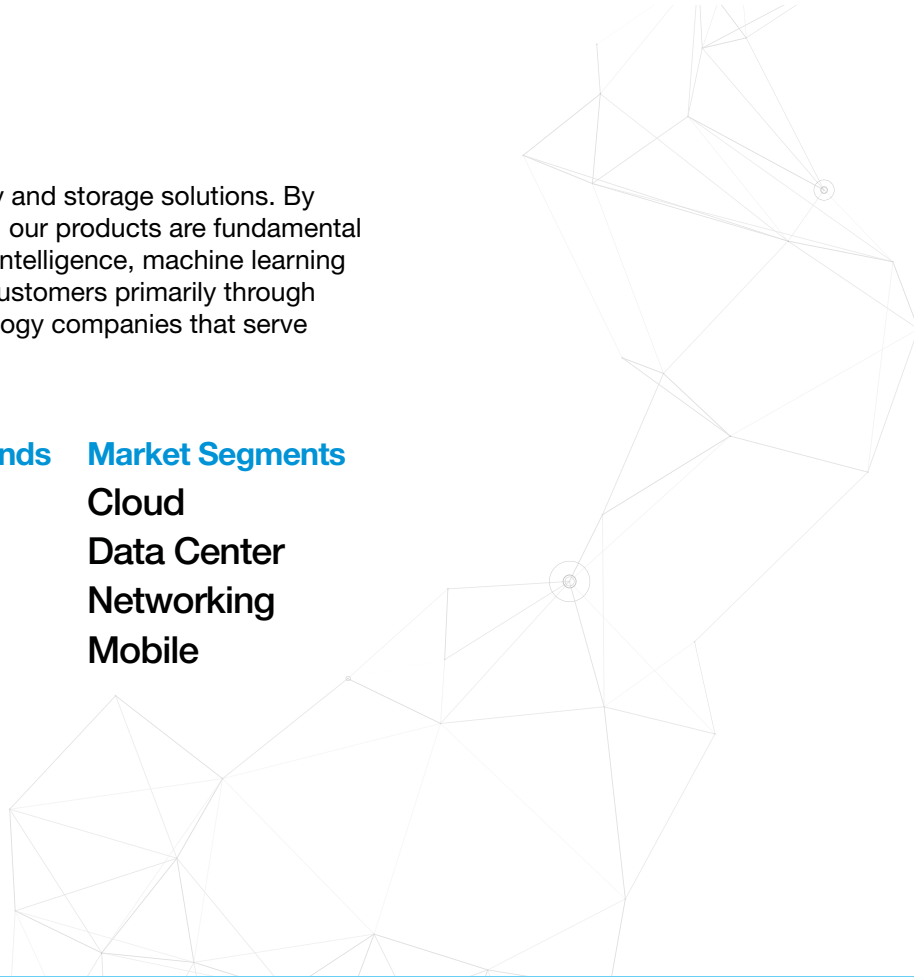 and storage solutions. By
our products are fundamental
ntelligence, machine learning
ustomers primarily through
ogy companies that serve
nds Market Segments
Cloud
Data Center
Networking
Mobile